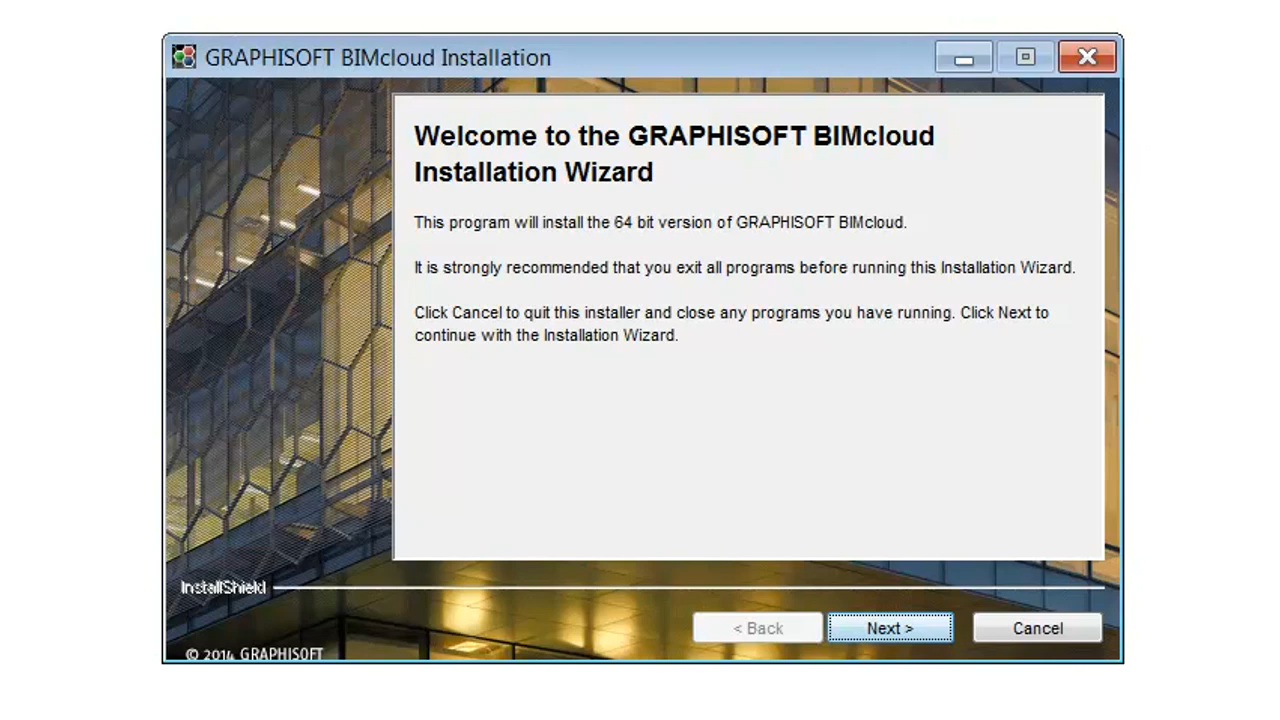 GRAPHISOFT BIMcloud Installation
Welcome to the GRAPHISOFT BIMcloud
Installation Wizard
This program will install the 64 bit version of GRAPHISOFT BIMcloud.
It is strongly recommended that you exit all programs before running this Installation Wizard.
Click Cancel to quit this installer and close any programs you have running. Click Next to
continue with the Installation Wizard.
InstallShield
< Back Next > Cancel
© 2014 GRAPHISOFT